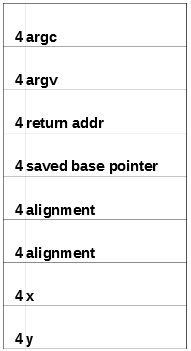 4 argc
4 argv
4 return addr
4 saved base pointer
4 alignment
4 alignment
4 x
4 y